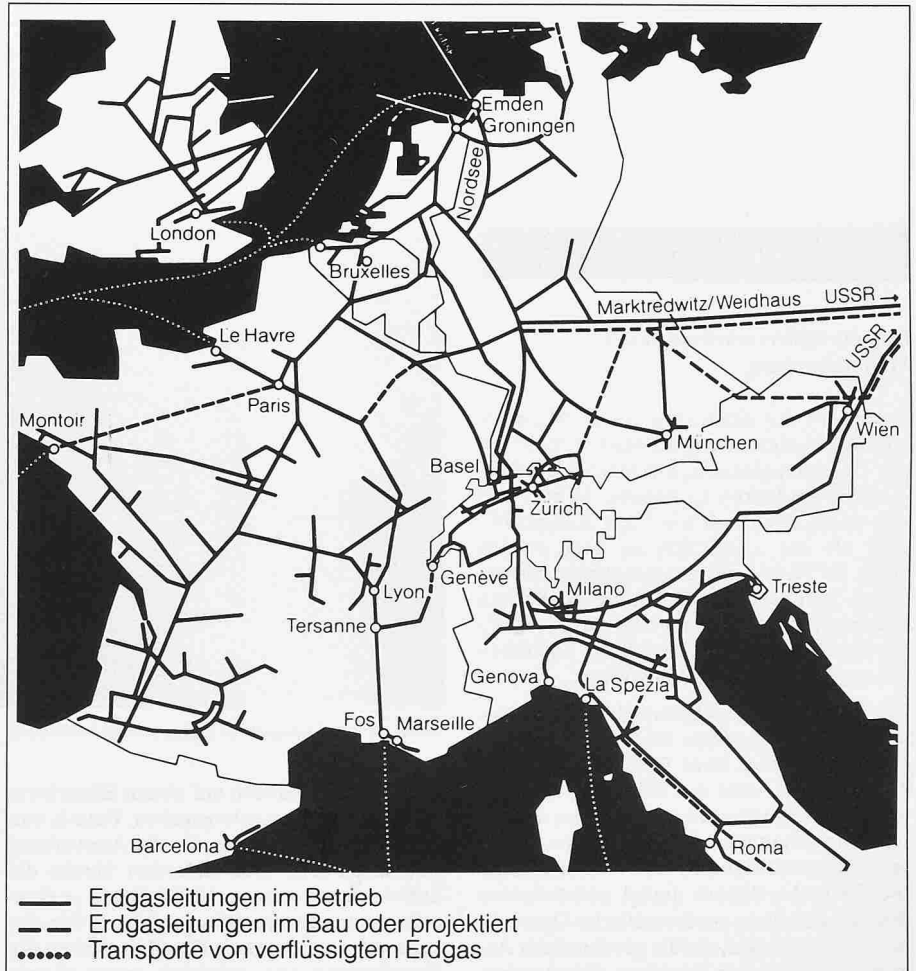 Emden
Groningen
Nordsee
London
Bruxelles
Marktredwitz/Weidhaus USSR
USSR
Le Havre
Paris
Montoir
Wien
München
Basel
Zürich
Genève
Lyon
Milano
Trieste
Tersanne
Genova
La Spezia
Fos
Marseille
Barcelona
Roma
Erdgasleitungen im Betrieb
Erdgasleitungen im Bau oder projektiert
Transporte von verflüssigtem Erdgas